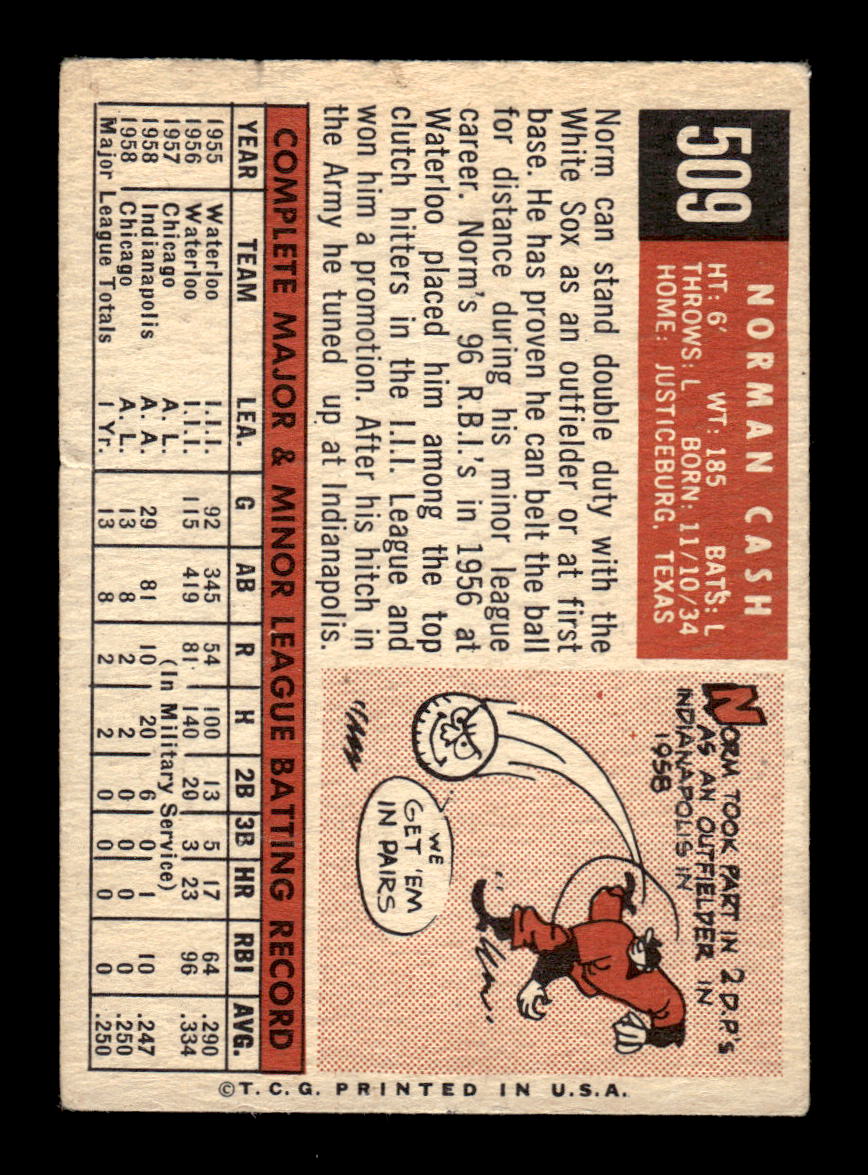 509
NORMAN CASH
HT: 6' WT: 185 BATS: L
THROWS: L BORN: 11/10/34
HOME: JUSTICEBURG, TEXAS
Norm can stand double duty with the
White Sox as an outfielder or at first
base. He has proven he can belt the ball
for distance during his minor league
career. Norm's 96 R.B.I.'s in 1956 at
Waterloo placed him among the top
clutch hitters in the I.I.I. League and
won him a promotion. After his hitch in
the Army he tuned up at Indianapolis.
NORM TOOK PART IN 2 D.P.'s
AS AN OUTFIELDER IN
INDIANAPOLIS IN
1958
WE
GET 'EM
IN PAIRS
COMPLETE MAJOR & MINOR LEAGUE BATTING RECORD
YEAR TEAM LEA. G AB R H 2B 3B HR RBI AVG.
1955 Waterloo I.I.I. 92 345 54 100 13 5 17 64 .290
1956 Waterloo I.I.I. 115 419 81 140 20 3 23 96 .334
1957 Chicago A. L. (In Military Service)
1958 Indianapolis A. A. 29 81 10 20 6 0 1 10 .247
1958 Chicago A. L. 13 8 2 2 0 0 0 0 .250
Major League Totals 1 Yr. 13 8 2 2 0 0 0 0 .250
©T. C. G. PRINTED IN U.S.A.